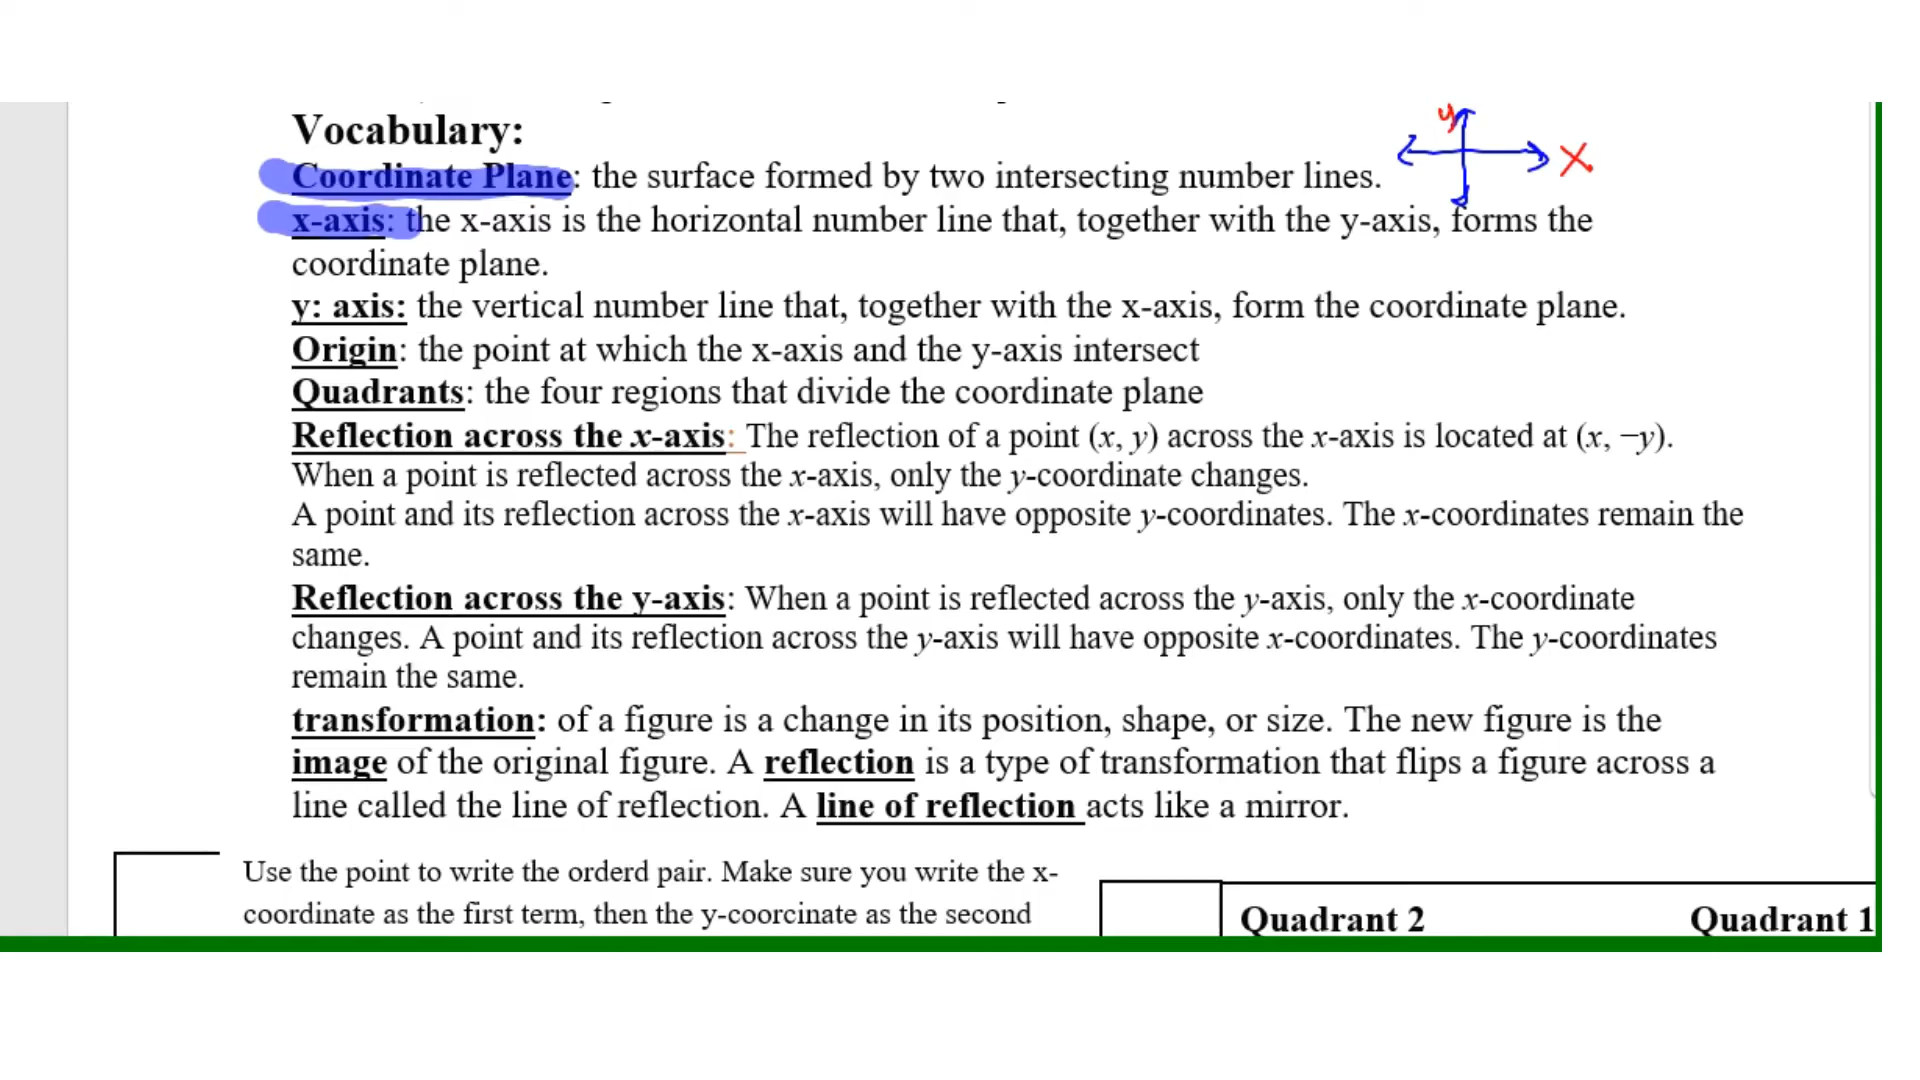 Vocabulary:
y
X
Coordinate Plane: the surface formed by two intersecting number lines.
x-axis: the x-axis is the horizontal number line that, together with the y-axis, forms the
coordinate plane.
y: axis: the vertical number line that, together with the x-axis, form the coordinate plane.
Origin: the point at which the x-axis and the y-axis intersect
Quadrants: the four regions that divide the coordinate plane
Reflection across the x-axis: The reflection of a point (x, y) across the x-axis is located at (x, −y).
When a point is reflected across the x-axis, only the y-coordinate changes.
A point and its reflection across the x-axis will have opposite y-coordinates. The x-coordinates remain the
same.
Reflection across the y-axis: When a point is reflected across the y-axis, only the x-coordinate
changes. A point and its reflection across the y-axis will have opposite x-coordinates. The y-coordinates
remain the same.
transformation: of a figure is a change in its position, shape, or size. The new figure is the
image of the original figure. A reflection is a type of transformation that flips a figure across a
line called the line of reflection. A line of reflection acts like a mirror.
Use the point to write the orderd pair. Make sure you write the x-
coordinate as the first term, then the y-coorcinate as the second
Quadrant 2
Quadrant 1